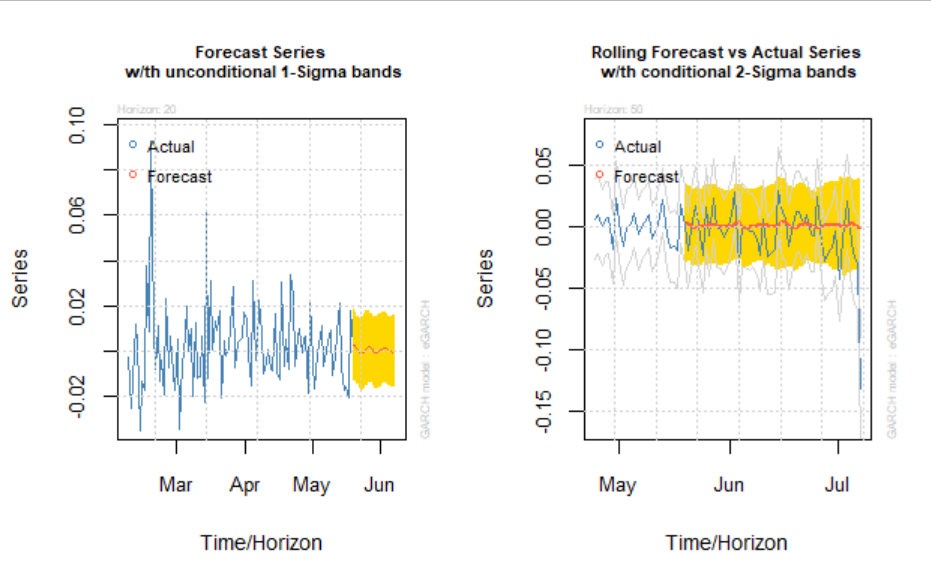 Forecast Series
w/th unconditional 1-Sigma bands
Horizon: 20
Actual
Forecast
0.10
0.06
0.02
-0.02
Series
Mar Apr May Jun
Time/Horizon
GARCH model : eGARCH
Rolling Forecast vs Actual Series
w/th conditional 2-Sigma bands
Horizon: 50
Actual
Forecast
0.05
0.00
-0.05
-0.10
-0.15
Series
May Jun Jul
Time/Horizon
GARCH model : eGARCH